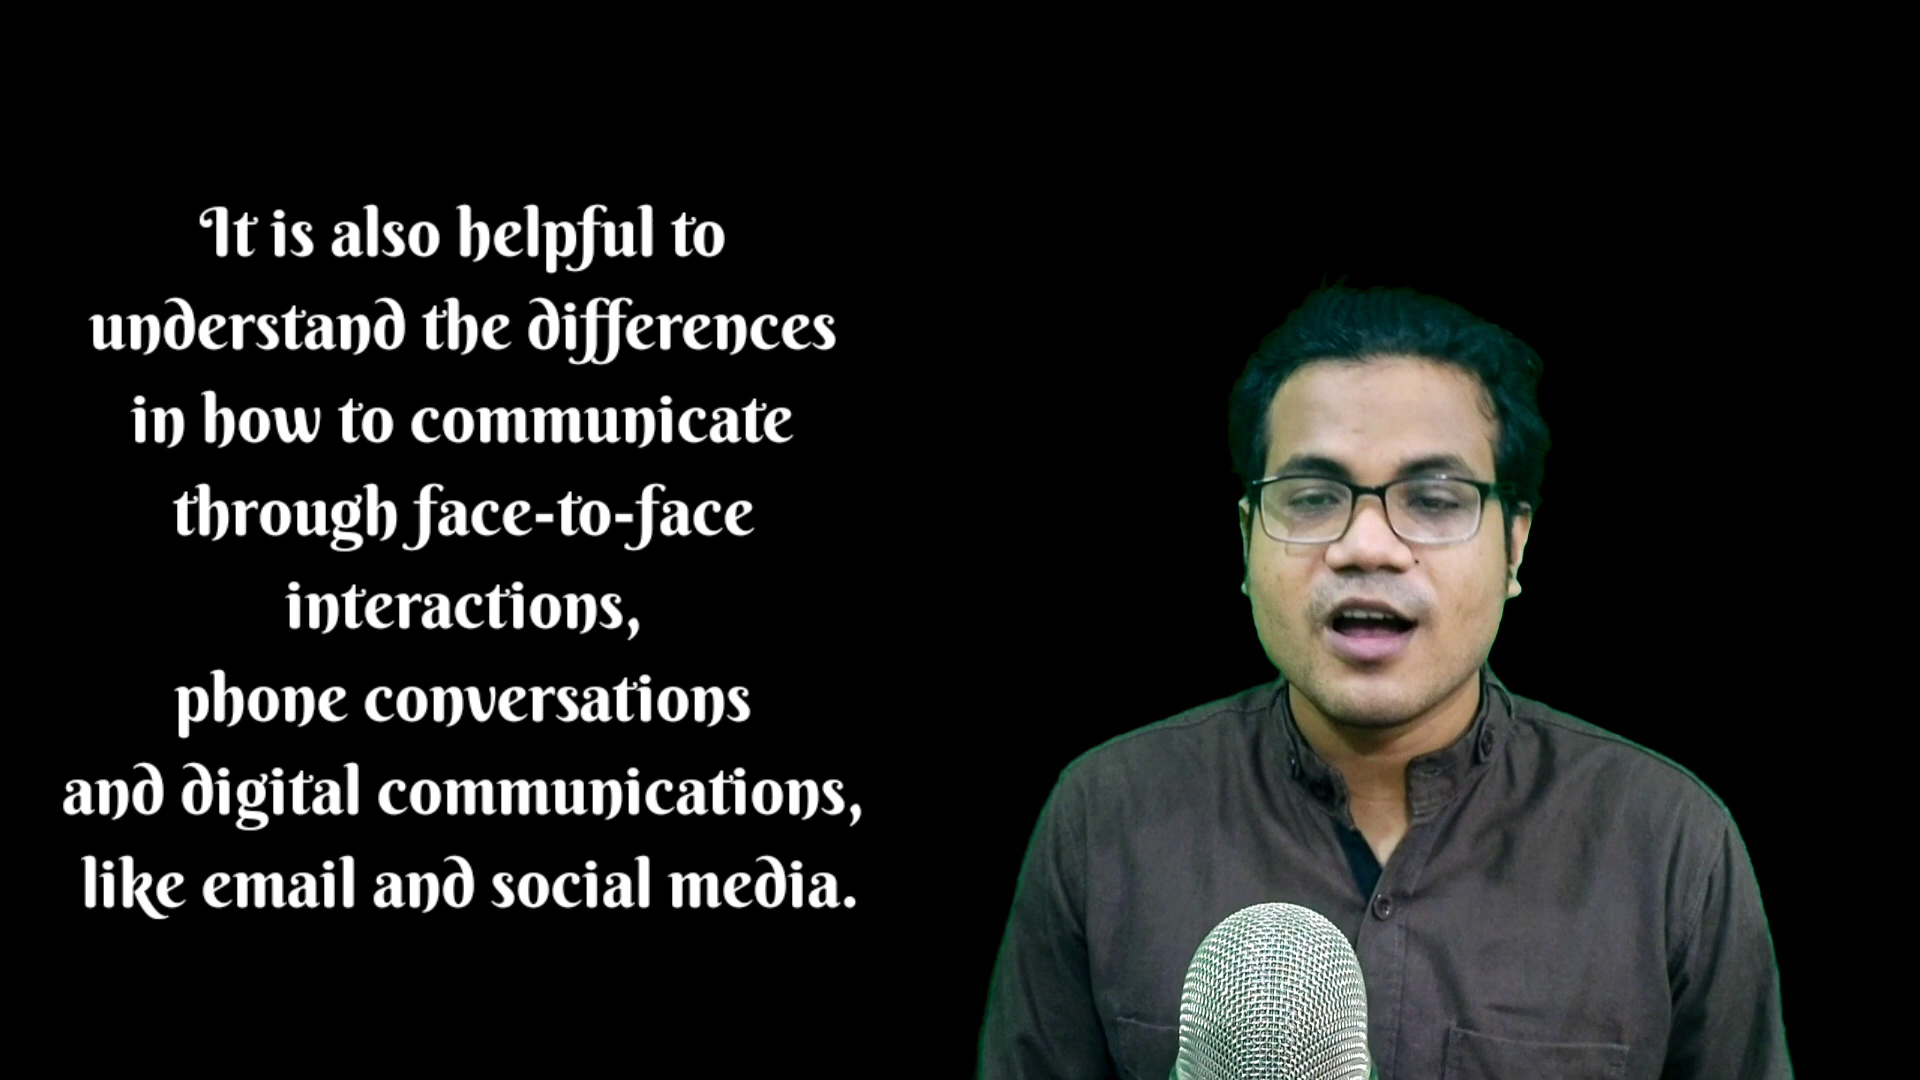 It is also helpful to
understand the differences
in how to communicate
through face-to-face
interactions,
phone conversations
and digital communications,
like email and social media.